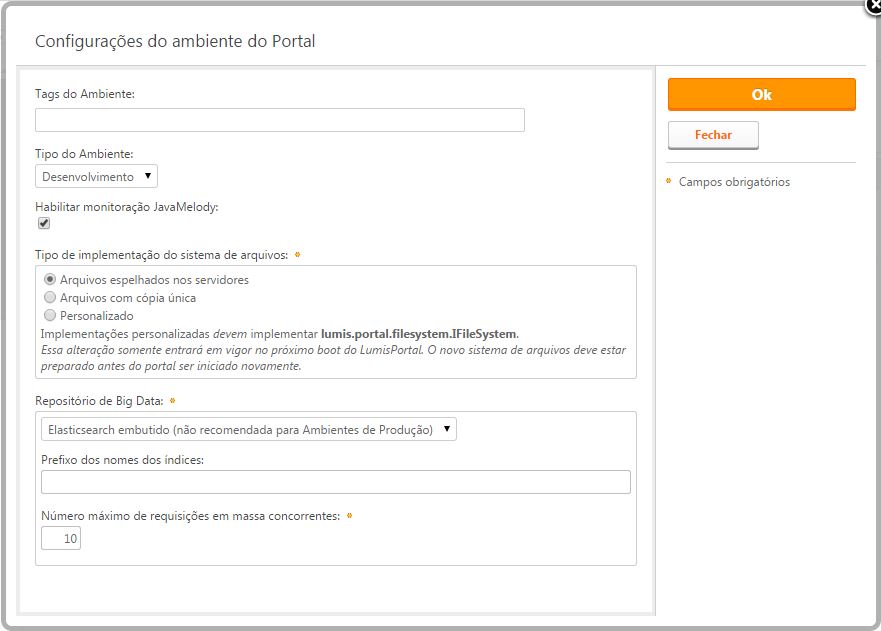 Configurações do ambiente do Portal
Tags do Ambiente:
Tipo do Ambiente:
Desenvolvimento
Habilitar monitoração JavaMelody:
Tipo de implementação do sistema de arquivos: *
Arquivos espelhados nos servidores
Arquivos com cópia única
Personalizado
Implementações personalizadas devem implementar lumis.portal.filesystem.IFileSystem.
Essa alteração somente entrará em vigor no próximo boot do LumisPortal. O novo sistema de arquivos deve estar
preparado antes do portal ser iniciado novamente.
Repositório de Big Data: *
Elasticsearch embutido (não recomendada para Ambientes de Produção)
Prefixo dos nomes dos índices:
Número máximo de requisições em massa concorrentes: *
10
Ok
Fechar
* Campos obrigatórios